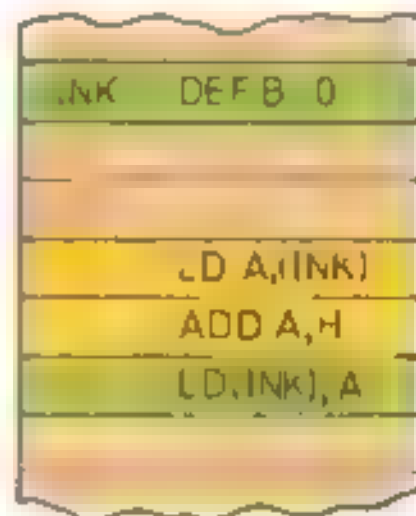 INK DEFB 0
LD A,(INK)
ADD A,H
LD(INK),A